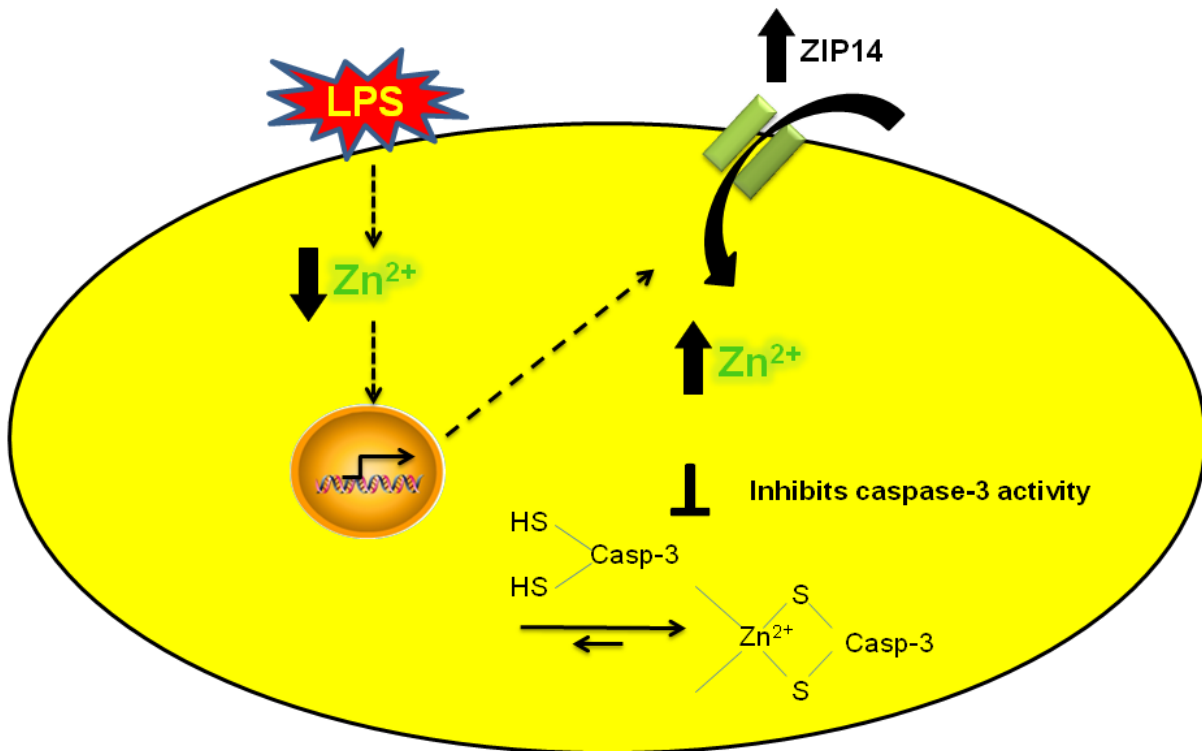 ZIP14
LPS
Zn²⁺
Zn²⁺
Inhibits caspase-3 activity
HS
Casp-3
HS
S
Zn²⁺
Casp-3
S